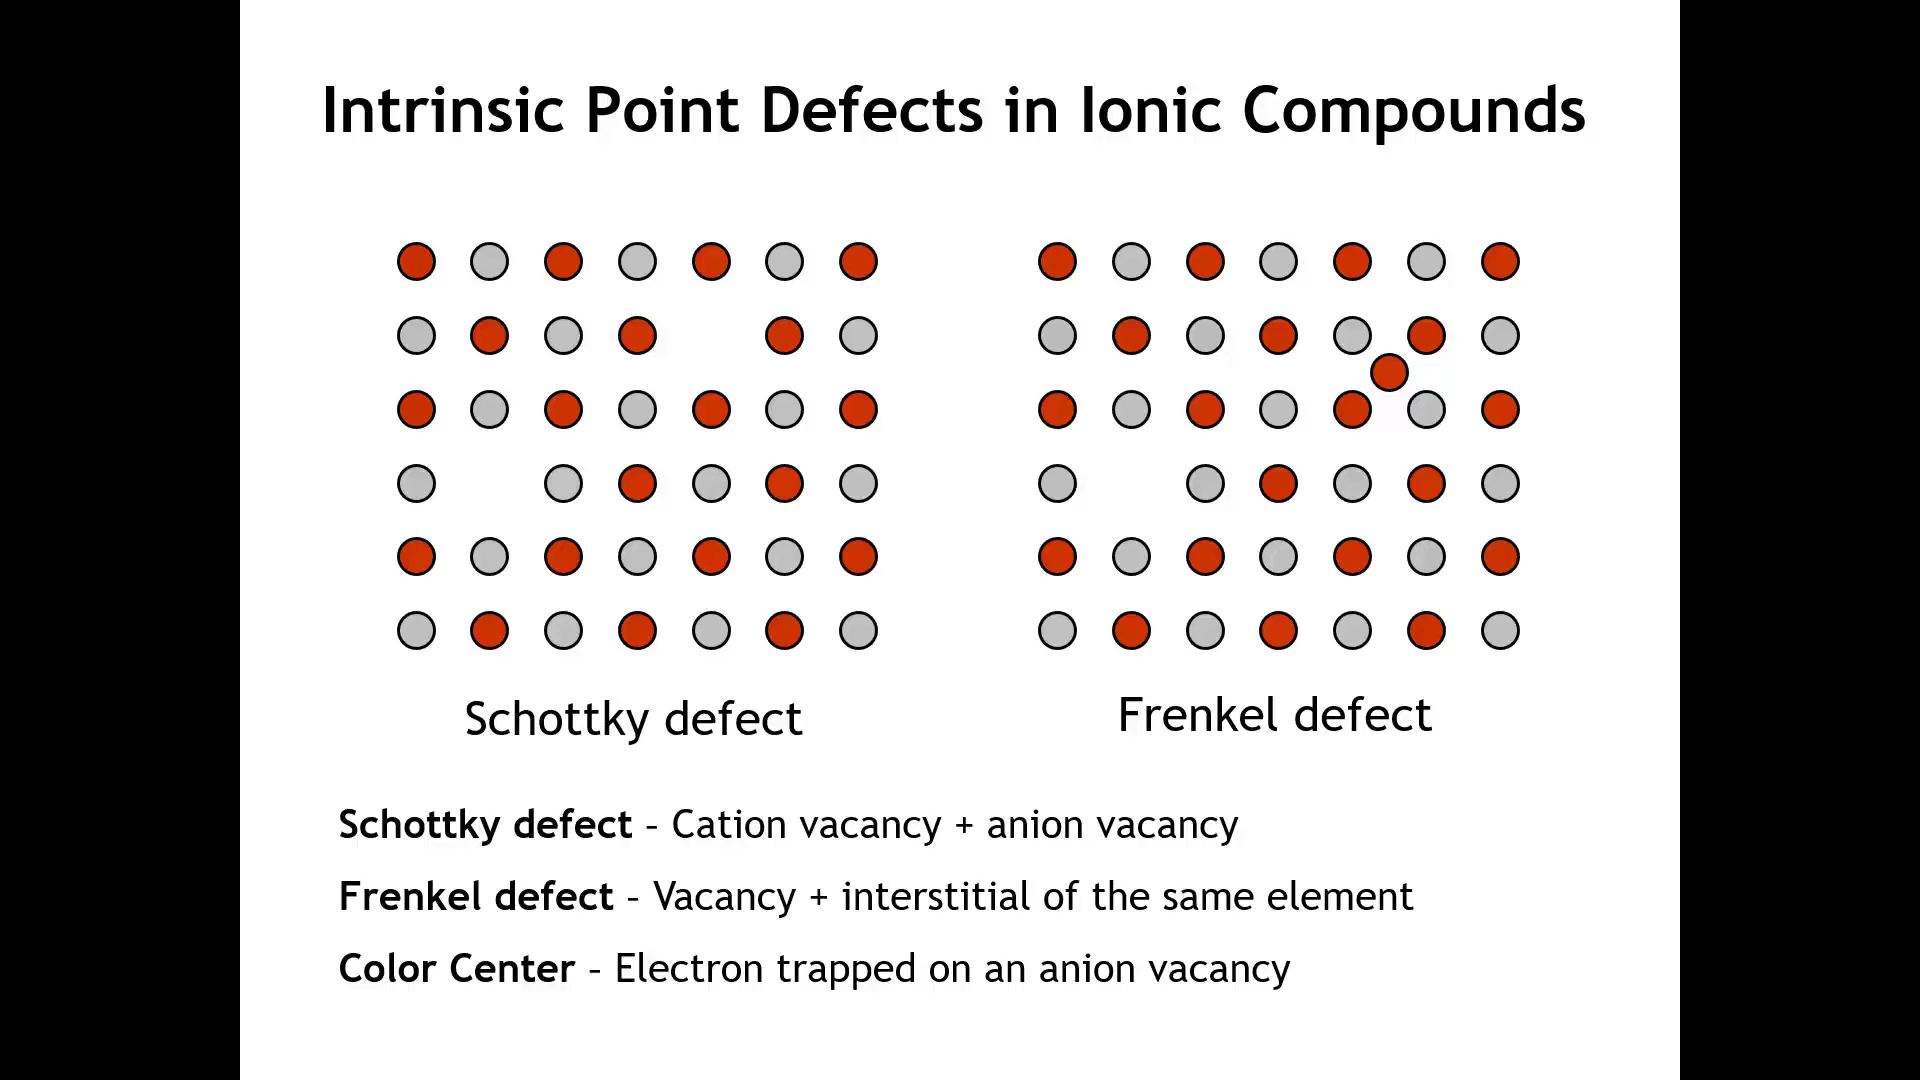 Intrinsic Point Defects in Ionic Compounds
Schottky defect
Frenkel defect
Schottky defect – Cation vacancy + anion vacancy
Frenkel defect – Vacancy + interstitial of the same element
Color Center – Electron trapped on an anion vacancy